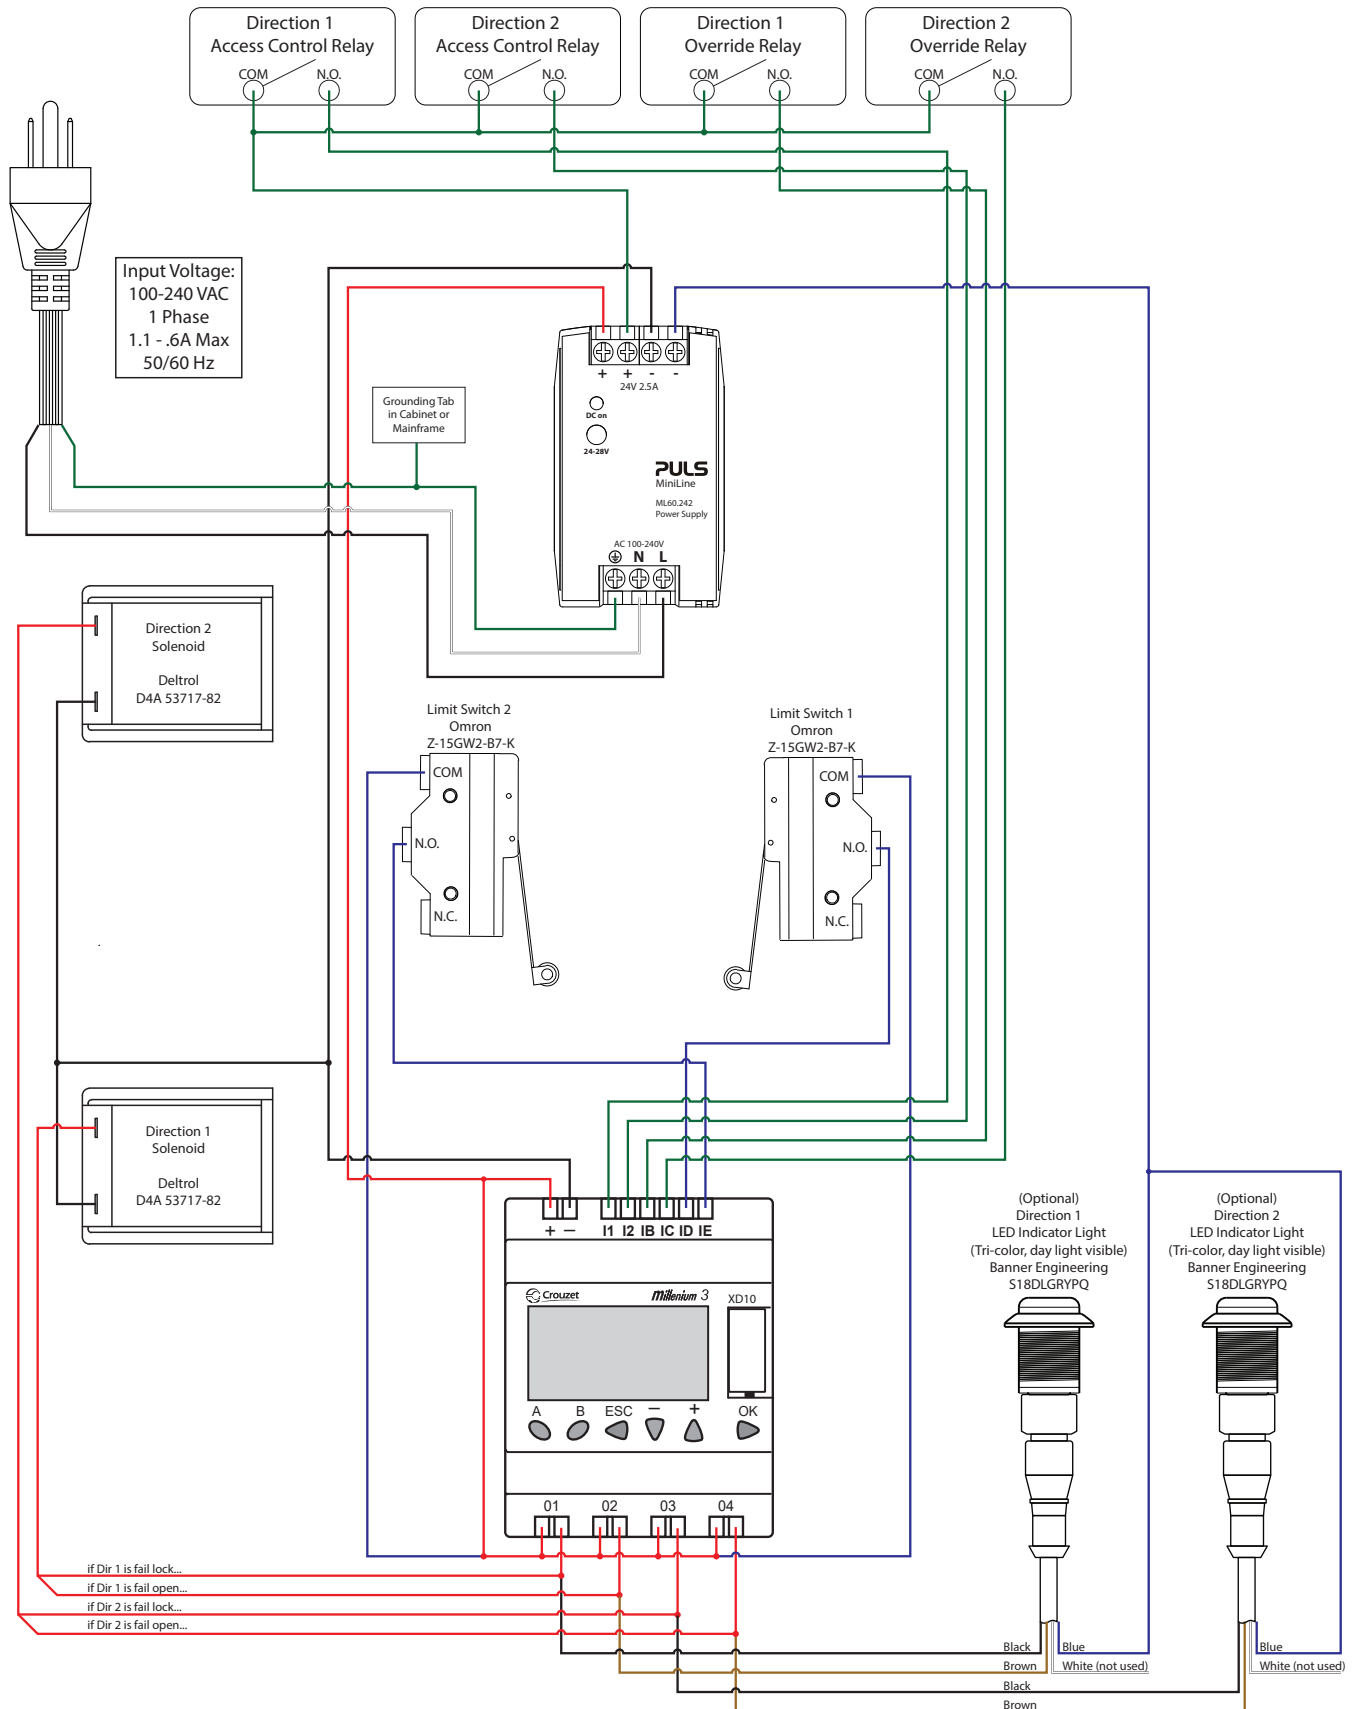 Direction 1
Access Control Relay
COM
N.O.
Direction 2
Access Control Relay
COM
N.O.
Direction 1
Override Relay
COM
N.O.
Direction 2
Override Relay
COM
N.O.
Input Voltage:
100-240 VAC
1 Phase
1.1 - .6A Max
50/60 Hz
Grounding Tab
in Cabinet or
Mainframe
+ + - -
24V 2.5A
DC on
24-28V
PULS
MiniLine
ML60.242
Power Supply
AC 100-240V
N L
Direction 2
Solenoid
Deltrol
D4A 53717-82
Limit Switch 2
Omron
Z-15GW2-B7-K
COM
N.O.
N.C.
Limit Switch 1
Omron
Z-15GW2-B7-K
COM
N.O.
N.C.
Direction 1
Solenoid
Deltrol
D4A 53717-82
+ − I1 I2 IB IC ID IE
Crouzet
Millenium 3
XD10
A B ESC − + OK
01 02 03 04
(Optional)
Direction 1
LED Indicator Light
(Tri-color, day light visible)
Banner Engineering
S18DLGRYPQ
(Optional)
Direction 2
LED Indicator Light
(Tri-color, day light visible)
Banner Engineering
S18DLGRYPQ
if Dir 1 is fail lock...
if Dir 1 is fail open...
if Dir 2 is fail lock...
if Dir 2 is fail open...
Black
Blue
Brown
White (not used)
Blue
White (not used)
Black
Brown